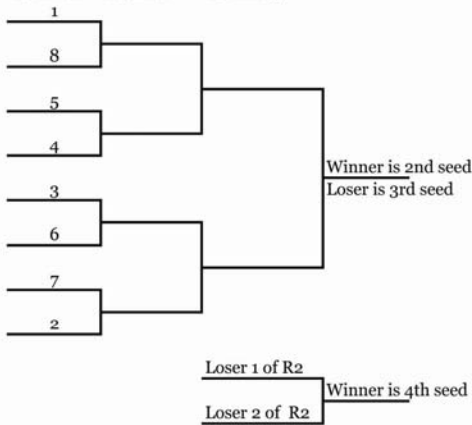 1
8
5
4
3
6
7
2
Winner is 2nd seed
Loser is 3rd seed
Loser 1 of R2
Loser 2 of R2
Winner is 4th seed